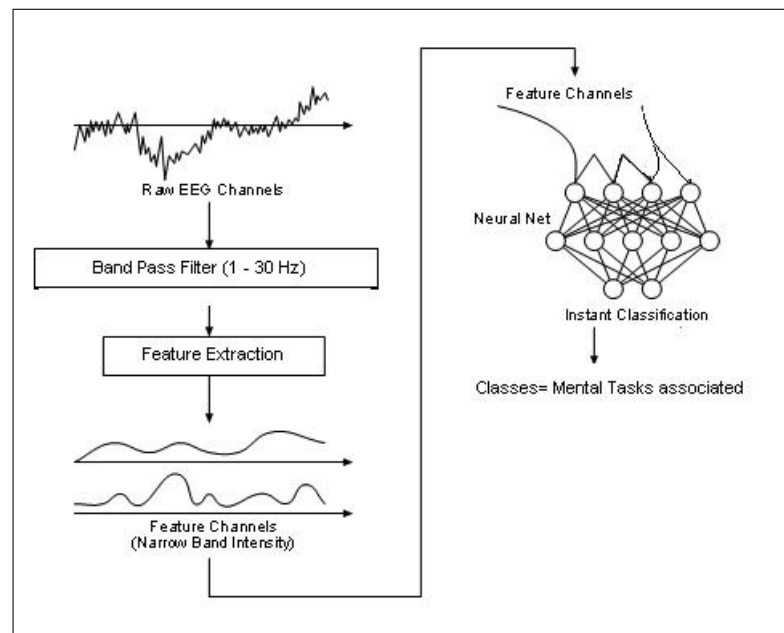 Raw EEG Channels
Band Pass Filter (1 - 30 Hz)
Feature Extraction
Feature Channels
(Narrow Band Intensity)
Feature Channels
Neural Net
Instant Classification
Classes= Mental Tasks associated